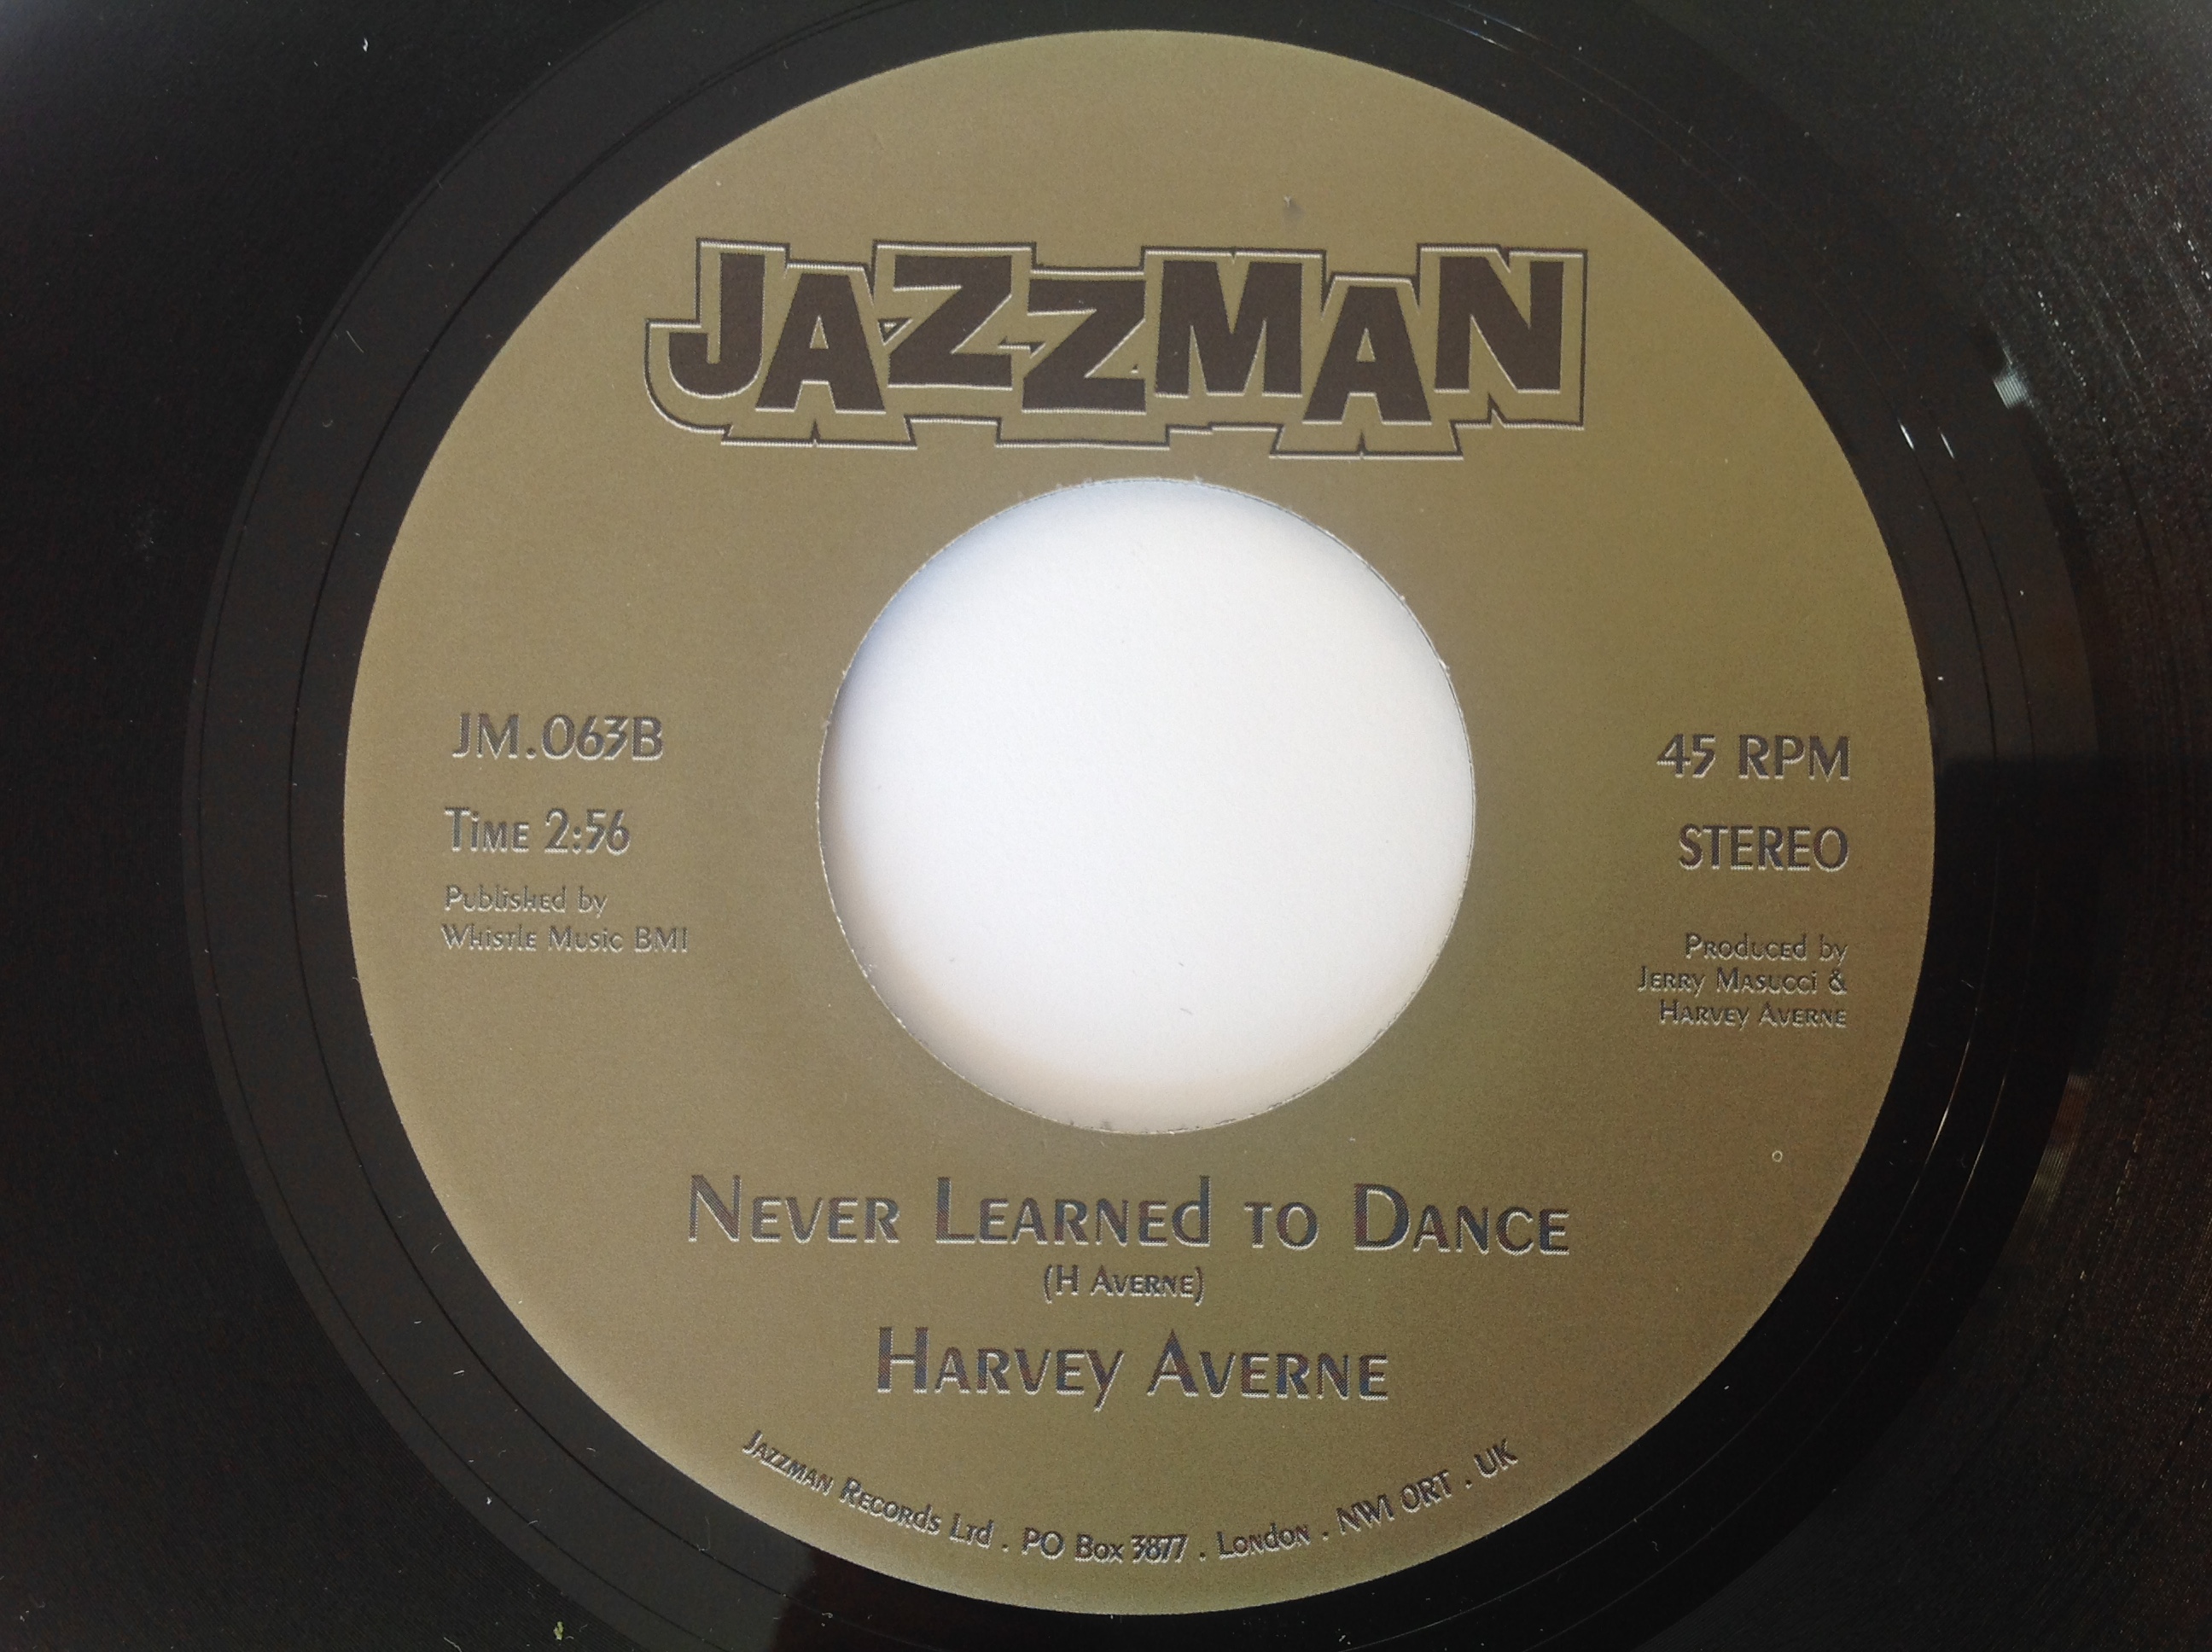 JAZZMAN
JM.063B
Time 2:56
Published by
Whistle Music BMI
45 RPM
STEREO
Produced by
Jerry Masucci &
Harvey Averne
Never Learned to Dance
(H Averne)
Harvey Averne
Jazzman Records Ltd . PO Box 3877 . London . NW1 0RT . UK